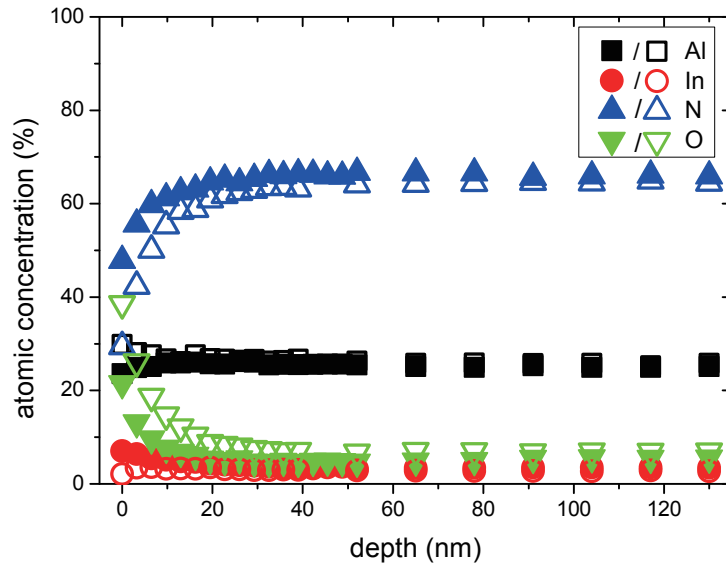 100
80
60
40
20
0
0 20 40 60 80 100 120
atomic concentration (%)
depth (nm)
/ Al
/ In
/ N
/ O